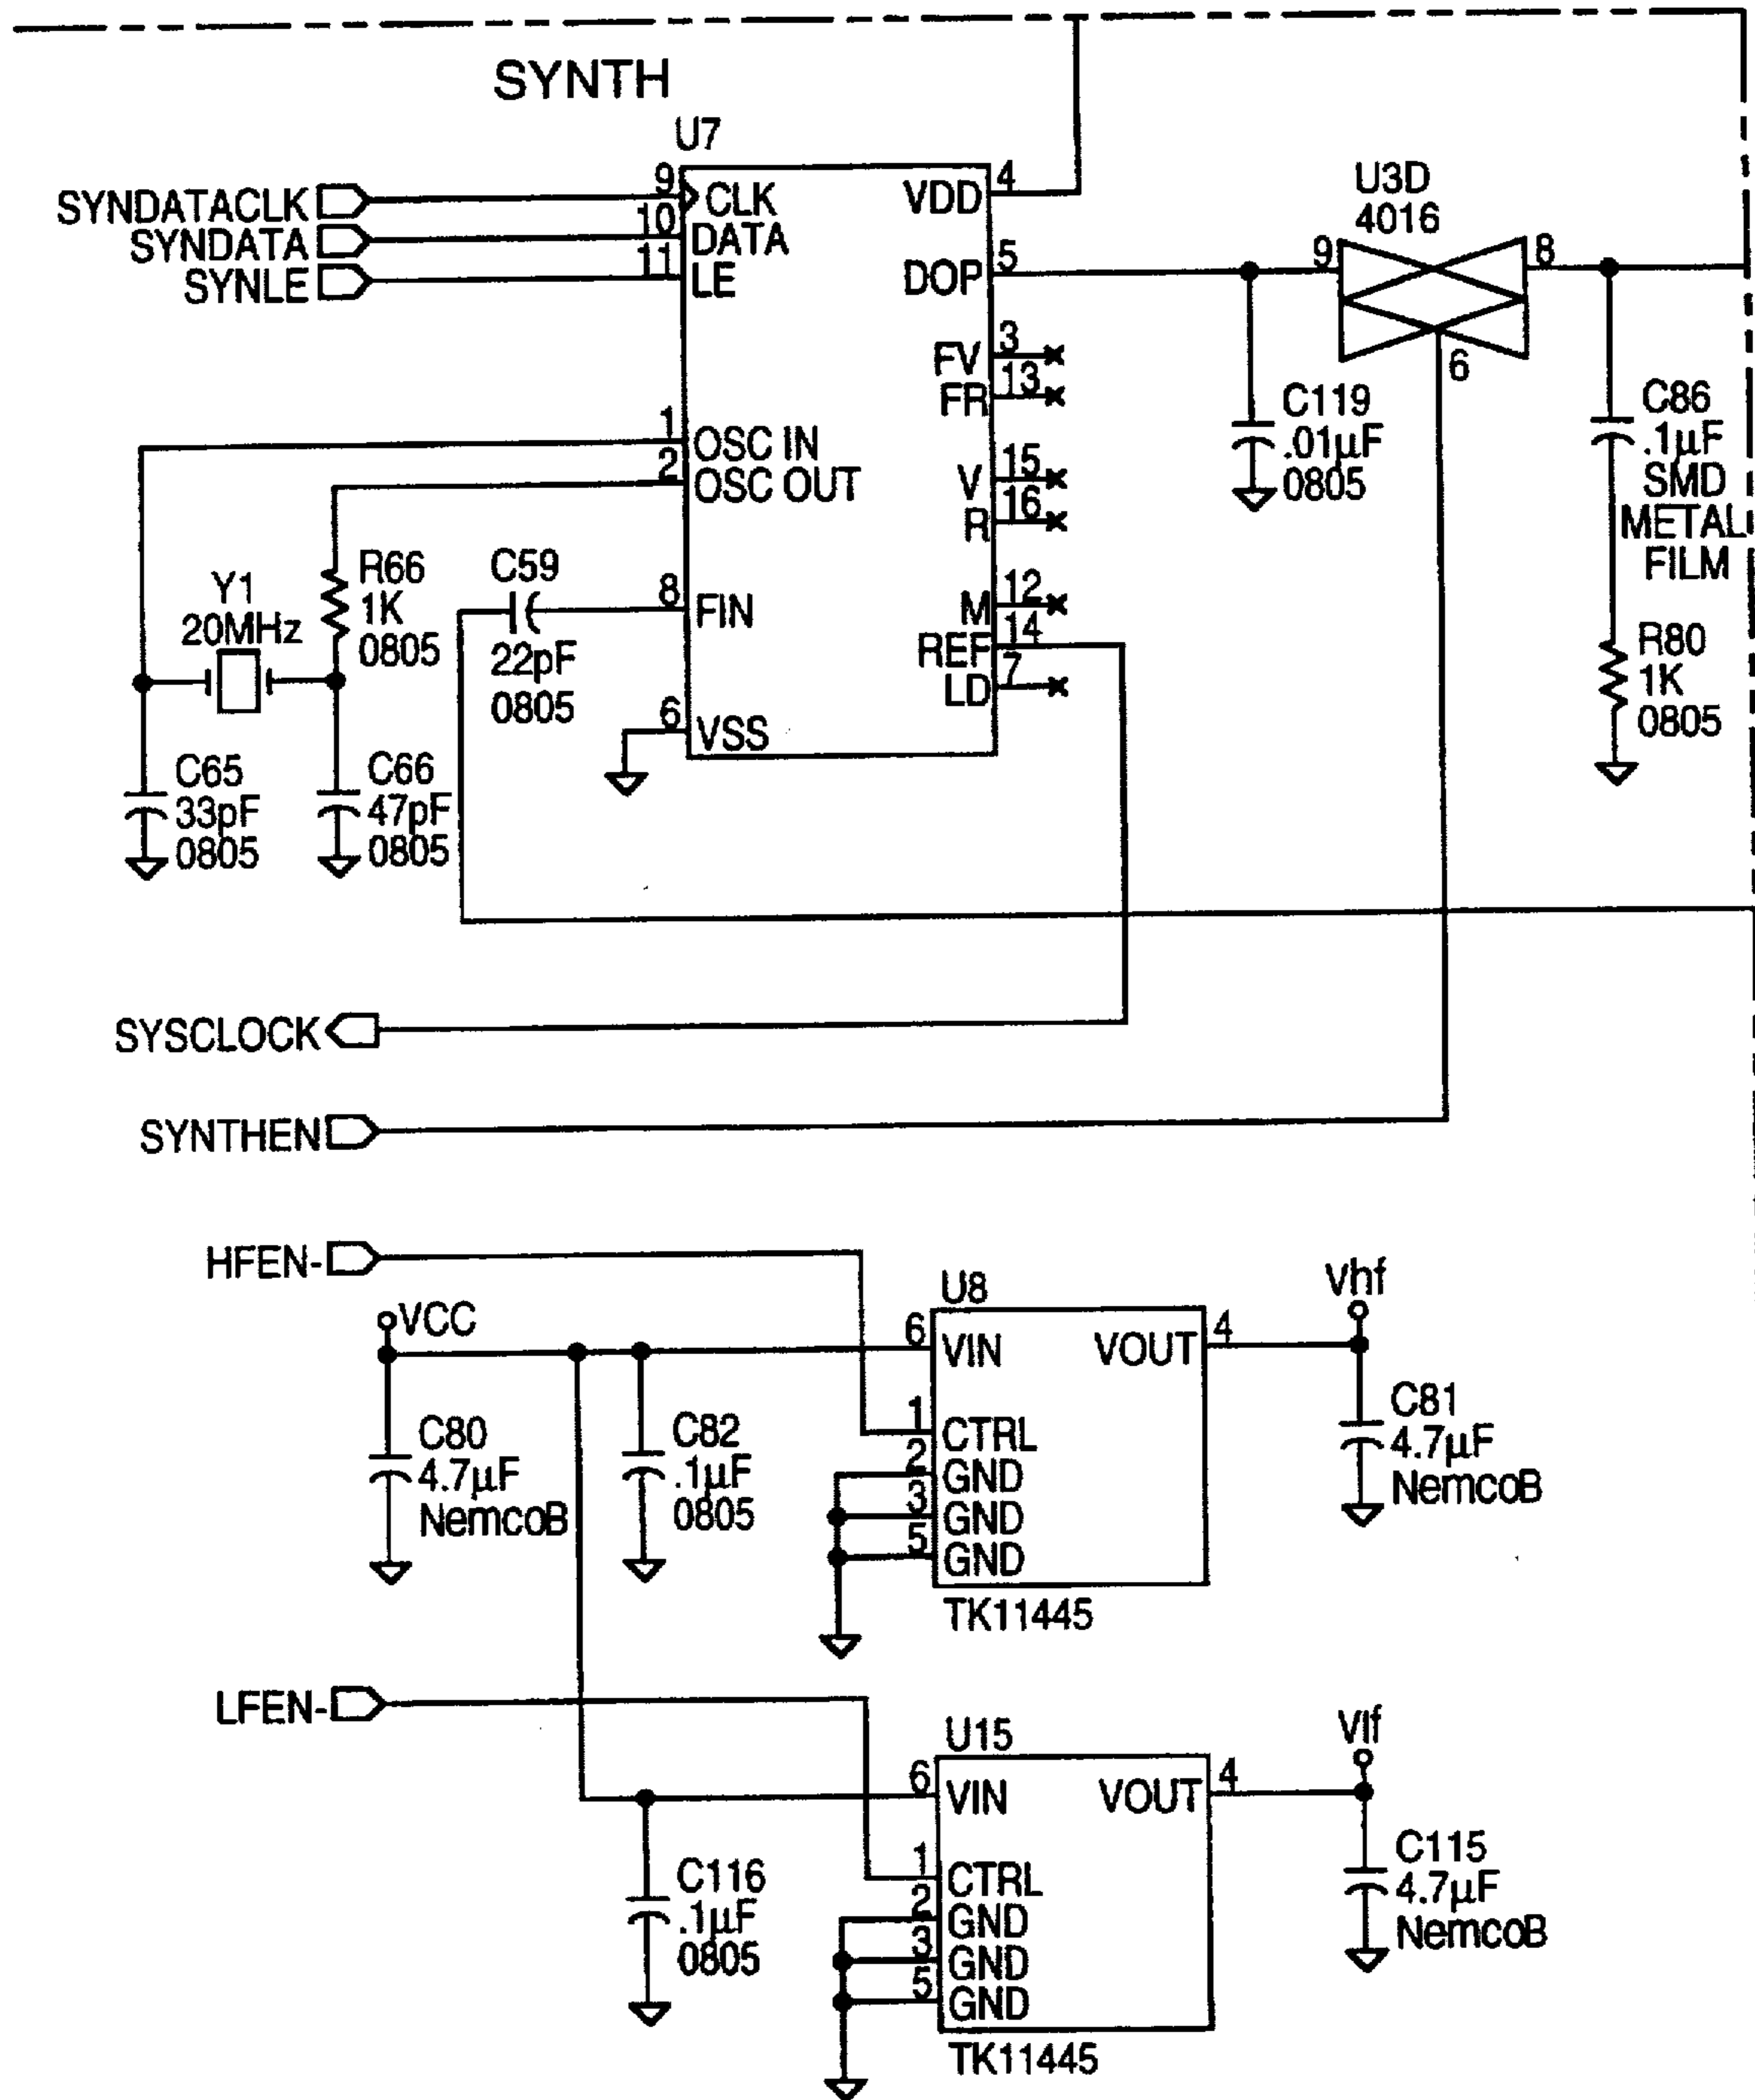 SYNTH
U7
SYNDATACLK
SYNDATA
SYNLE
9
10
11
CLK
DATA
LE
1
2
OSC IN
OSC OUT
8
FIN
6
VSS
VDD
4
DOP
5
FV
3
FR
13
V
15
R
16
M
12
REF
14
LD
7
U3D
4016
9
8
6
C119
.01µF
0805
C86
.1µF
SMD
METAL
FILM
R80
1K
0805
Y1
20MHz
R66
1K
0805
C59
22pF
0805
C65
33pF
0805
C66
47pF
0805
SYSCLOCK
SYNTHEN
HFEN-
VCC
C80
4.7µF
NemcoB
C82
.1µF
0805
U8
6
VIN
VOUT
4
1
CTRL
2
GND
3
GND
5
GND
TK11445
Vhf
C81
4.7µF
NemcoB
LFEN-
C116
.1µF
0805
U15
6
VIN
VOUT
4
1
CTRL
2
GND
3
GND
5
GND
TK11445
Vlf
C115
4.7µF
NemcoB